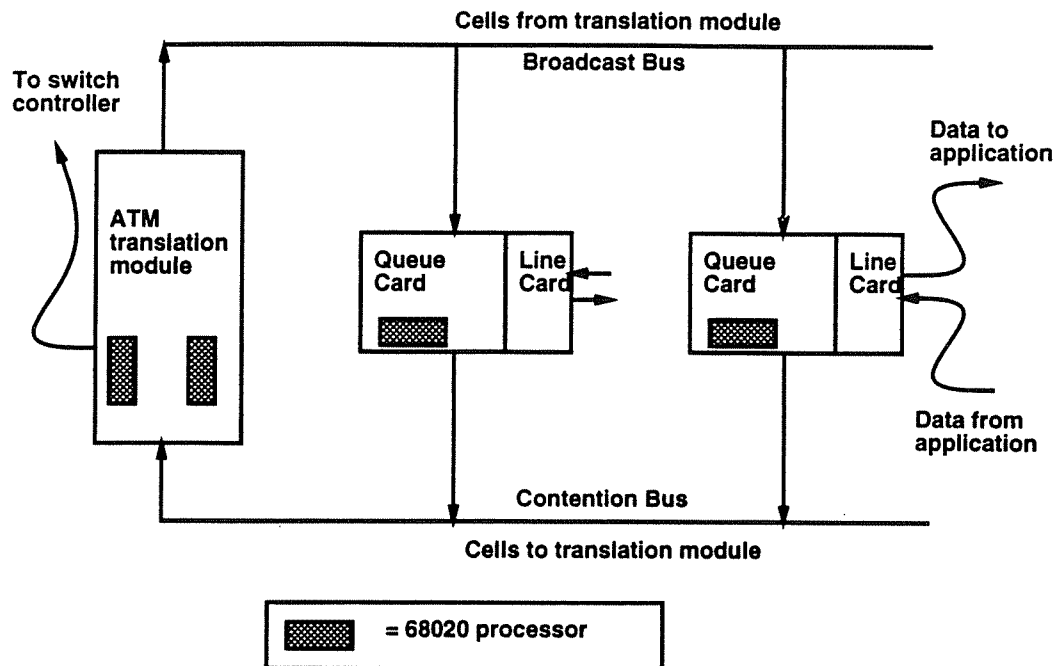 Cells from translation module
Broadcast Bus
To switch
controller
Data to
application
ATM
translation
module
Queue
Card
Line
Card
Queue
Card
Line
Card
Data from
application
Contention Bus
Cells to translation module
= 68020 processor